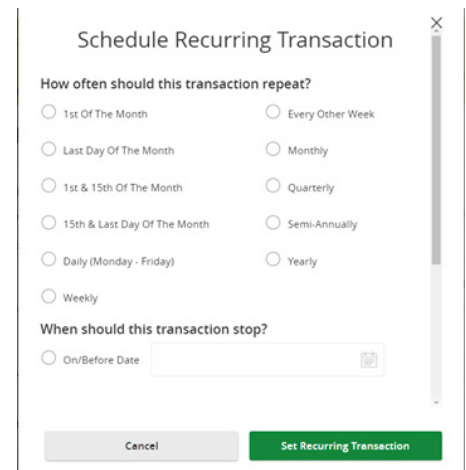 Schedule Recurring Transaction
How often should this transaction repeat?
1st Of The Month
Every Other Week
Last Day Of The Month
Monthly
1st & 15th Of The Month
Quarterly
15th & Last Day Of The Month
Semi-Annually
Daily (Monday - Friday)
Yearly
Weekly
When should this transaction stop?
On/Before Date
Cancel
Set Recurring Transaction